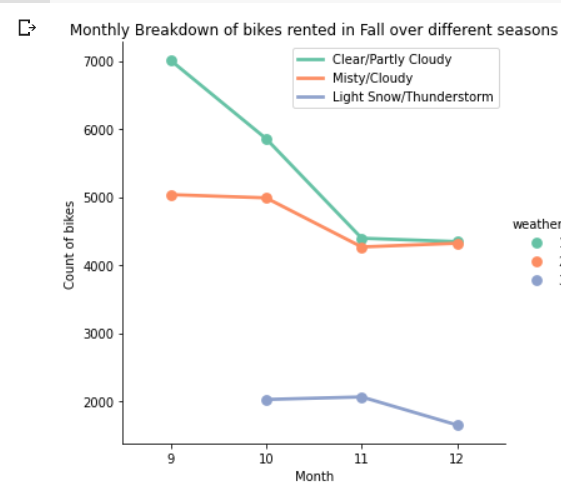 Monthly Breakdown of bikes rented in Fall over different seasons
Clear/Partly Cloudy
Misty/Cloudy
Light Snow/Thunderstorm
7000
6000
5000
4000
3000
2000
Count of bikes
9 10 11 12
Month
weather